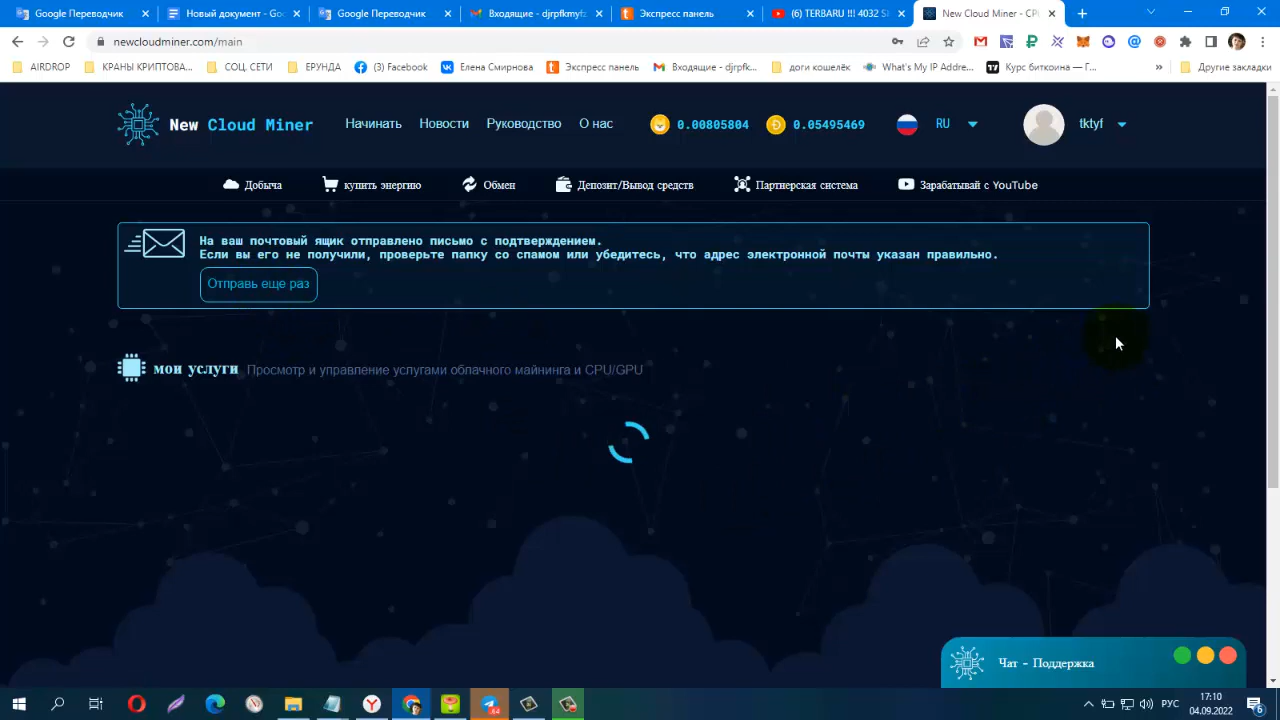 Google Переводчик
Новый документ - Goo
Google Переводчик
Входящие - djrpfkmyfz
Экспресс панель
(6) TERBARU !!! 4032 S
New Cloud Miner - CPU
newcloudminer.com/main
AIRDROP
КРАНЫ КРИПТОВА...
СОЦ. СЕТИ
ЕРУНДА
(3) Facebook
Елена Смирнова
Экспресс панель
Входящие - djrpfk...
доги кошелёк
What's My IP Addre...
Курс биткоина — Г...
»
Другие закладки
New Cloud Miner
Начинать
Новости
Руководство
О нас
0.00805804
0.05495469
RU
tktyf
Добыча
купить энергию
Обмен
Депозит/Вывод средств
Партнерская система
Зарабатывай с YouTube
На ваш почтовый ящик отправлено письмо с подтверждением.
Если вы его не получили, проверьте папку со спамом или убедитесь, что адрес электронной почты указан правильно.
Отправь еще раз
мои услуги Просмотр и управление услугами облачного майнинга и CPU/GPU
Чат - Поддержка
РУС
17:10
04.09.2022
6